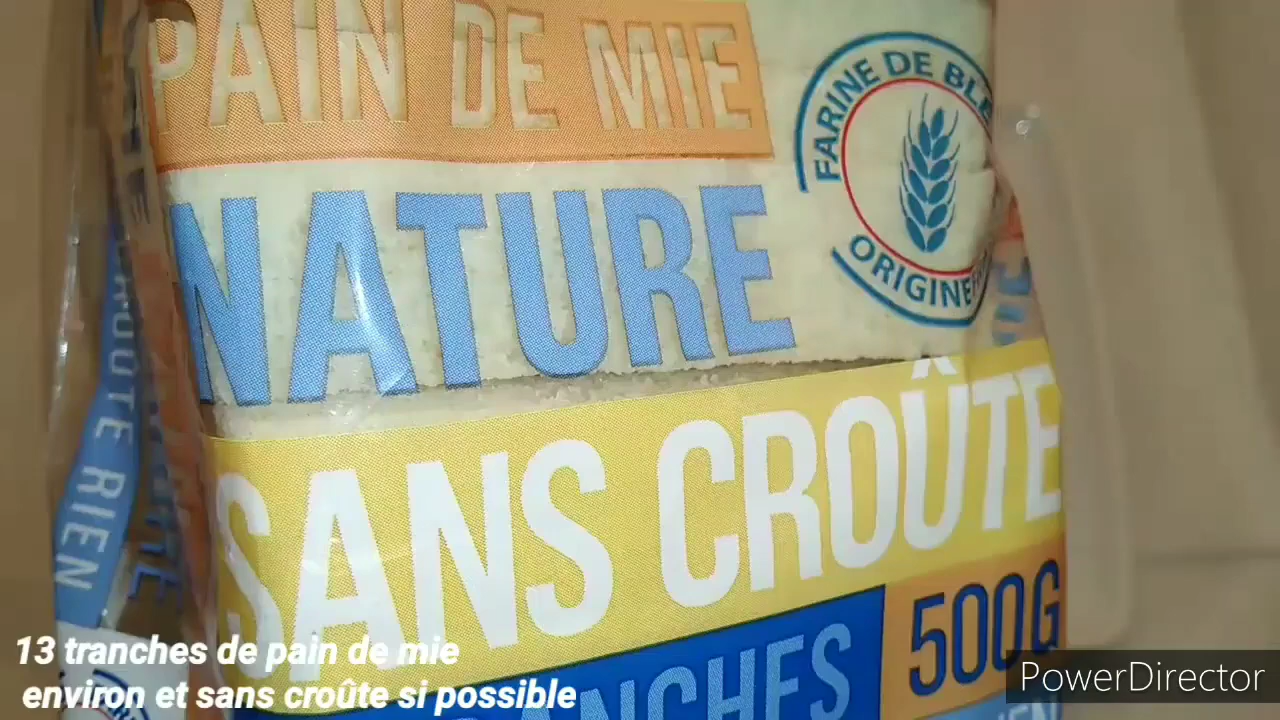 PAIN DE MIE
FARINE DE BLÉ
ORIGINE
NATURE
SANS CROÛTE
500G
ROUTE RIEN
13 tranches de pain de mie
environ et sans croûte si possible
PowerDirector